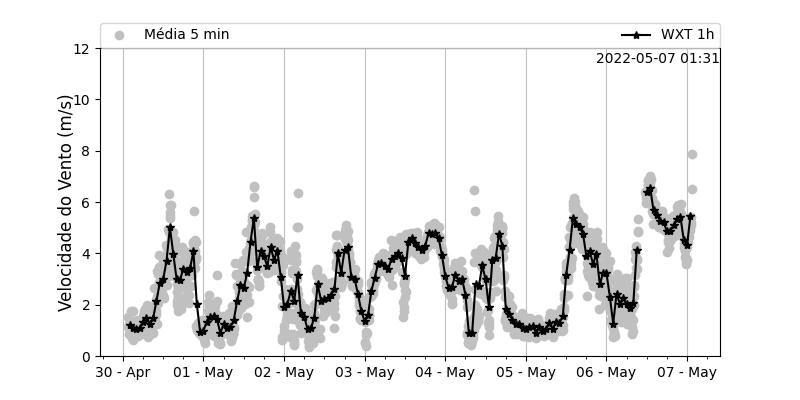 Média 5 min WXT 1h
2022-05-07 01:31
Velocidade do Vento (m/s)
12
10
8
6
4
2
0
30 - Apr 01 - May 02 - May 03 - May 04 - May 05 - May 06 - May 07 - May